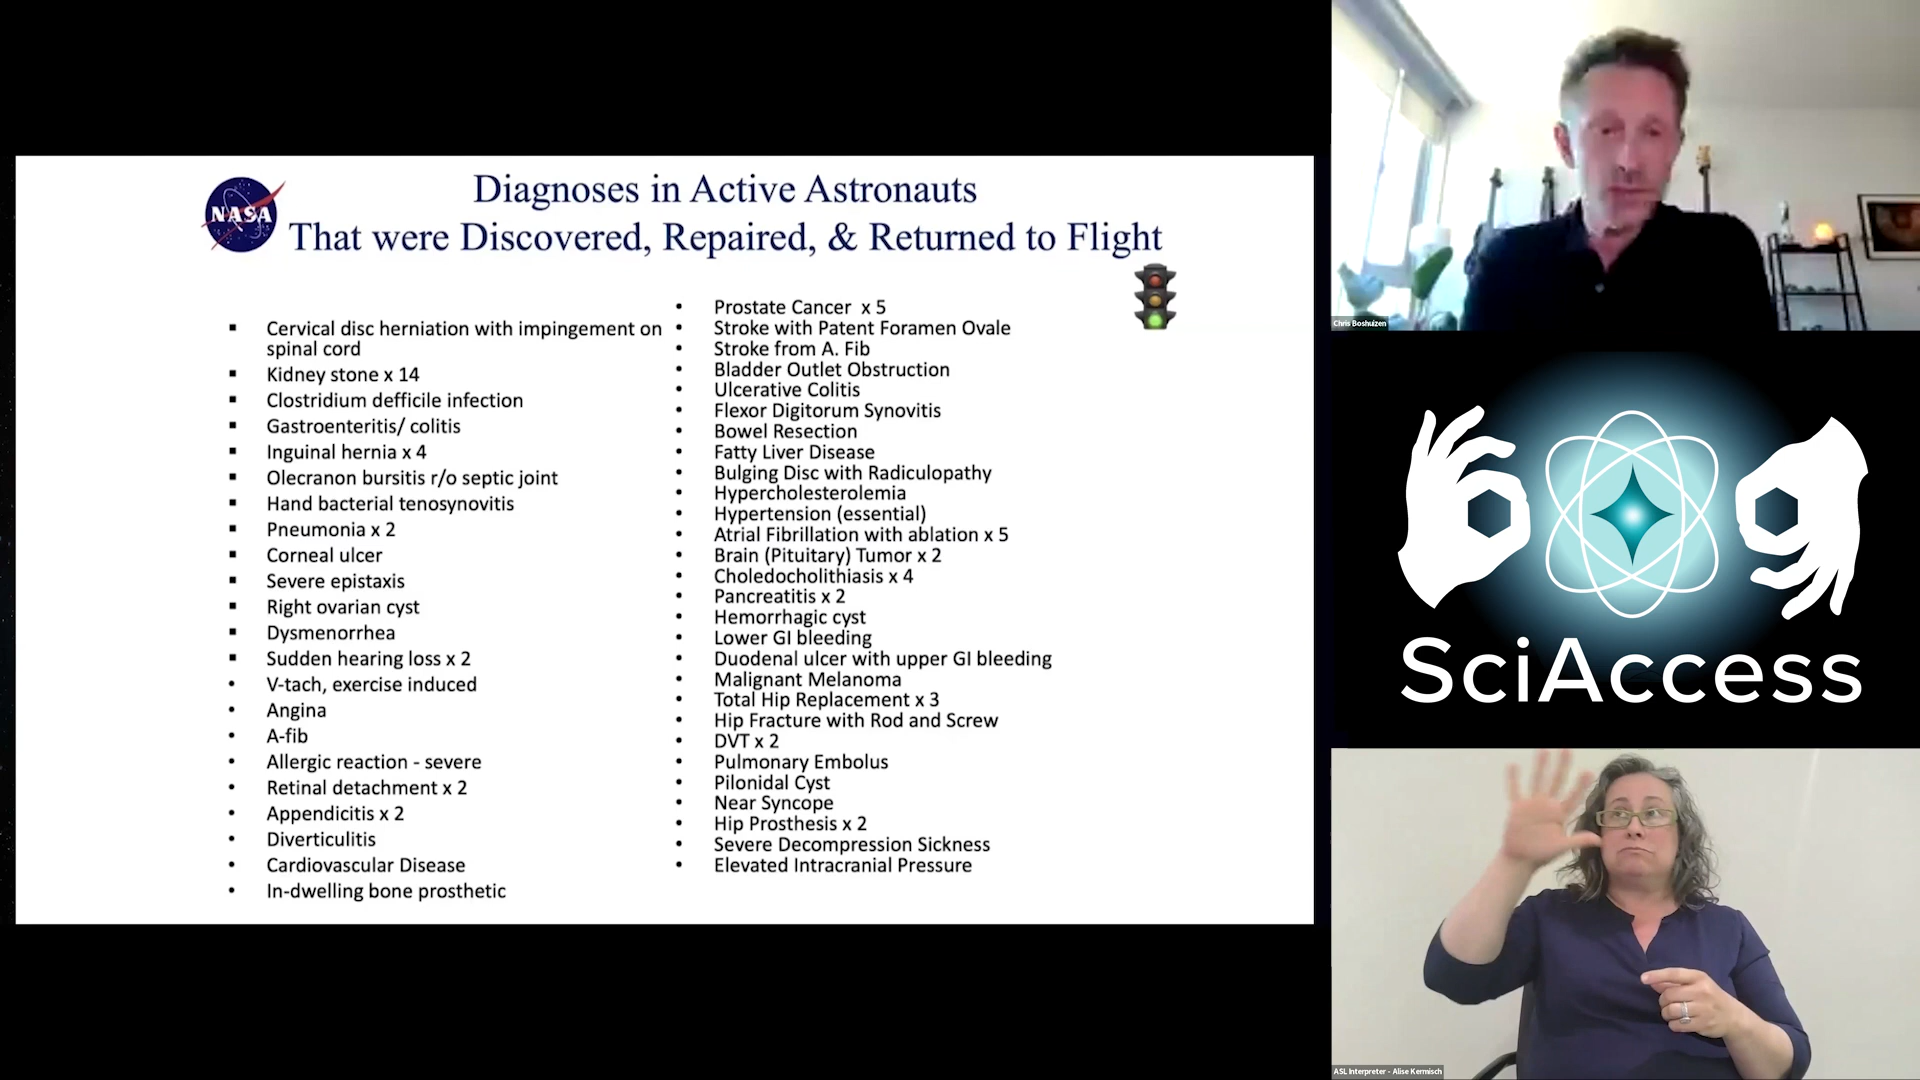 NASA
Diagnoses in Active Astronauts
That were Discovered, Repaired, & Returned to Flight
Cervical disc herniation with impingement on
spinal cord
Kidney stone x 14
Clostridium defficile infection
Gastroenteritis/ colitis
Inguinal hernia x 4
Olecranon bursitis r/o septic joint
Hand bacterial tenosynovitis
Pneumonia x 2
Corneal ulcer
Severe epistaxis
Right ovarian cyst
Dysmenorrhea
Sudden hearing loss x 2
V-tach, exercise induced
Angina
A-fib
Allergic reaction - severe
Retinal detachment x 2
Appendicitis x 2
Diverticulitis
Cardiovascular Disease
In-dwelling bone prosthetic
Prostate Cancer x 5
Stroke with Patent Foramen Ovale
Stroke from A. Fib
Bladder Outlet Obstruction
Ulcerative Colitis
Flexor Digitorum Synovitis
Bowel Resection
Fatty Liver Disease
Bulging Disc with Radiculopathy
Hypercholesterolemia
Hypertension (essential)
Atrial Fibrillation with ablation x 5
Brain (Pituitary) Tumor x 2
Choledocholithiasis x 4
Pancreatitis x 2
Hemorrhagic cyst
Lower GI bleeding
Duodenal ulcer with upper GI bleeding
Malignant Melanoma
Total Hip Replacement x 3
Hip Fracture with Rod and Screw
DVT x 2
Pulmonary Embolus
Pilonidal Cyst
Near Syncope
Hip Prosthesis x 2
Severe Decompression Sickness
Elevated Intracranial Pressure
Chris Boshuizen
SciAccess
ASL Interpreter - Alise Kermisch